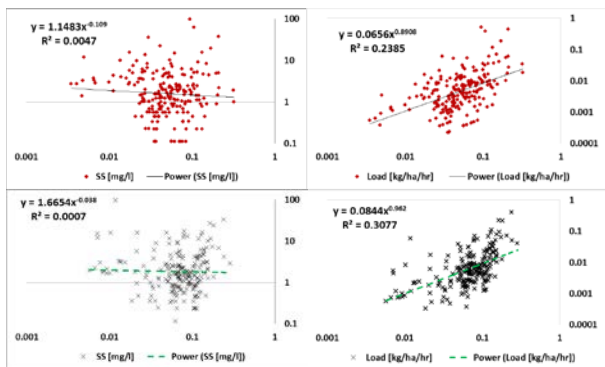 y = 1.1483x⁻⁰·¹⁰⁹
R² = 0.0047
100
10
1
0.1
0.001 0.01 0.1 1
SS [mg/l] Power (SS [mg/l])
y = 0.0656x⁰·⁸⁹⁰⁸
R² = 0.2385
1
0.1
0.01
0.001
0.0001
0.001 0.01 0.1 1
Load [kg/ha/hr] Power (Load [kg/ha/hr])
y = 1.6654x⁻⁰·⁰³⁸
R² = 0.0007
100
10
1
0.1
0.001 0.01 0.1 1
SS [mg/l] Power (SS [mg/l])
y = 0.0844x⁰·⁹⁶²
R² = 0.3077
1
0.1
0.01
0.001
0.0001
0.001 0.01 0.1 1
Load [kg/ha/hr] Power (Load [kg/ha/hr])